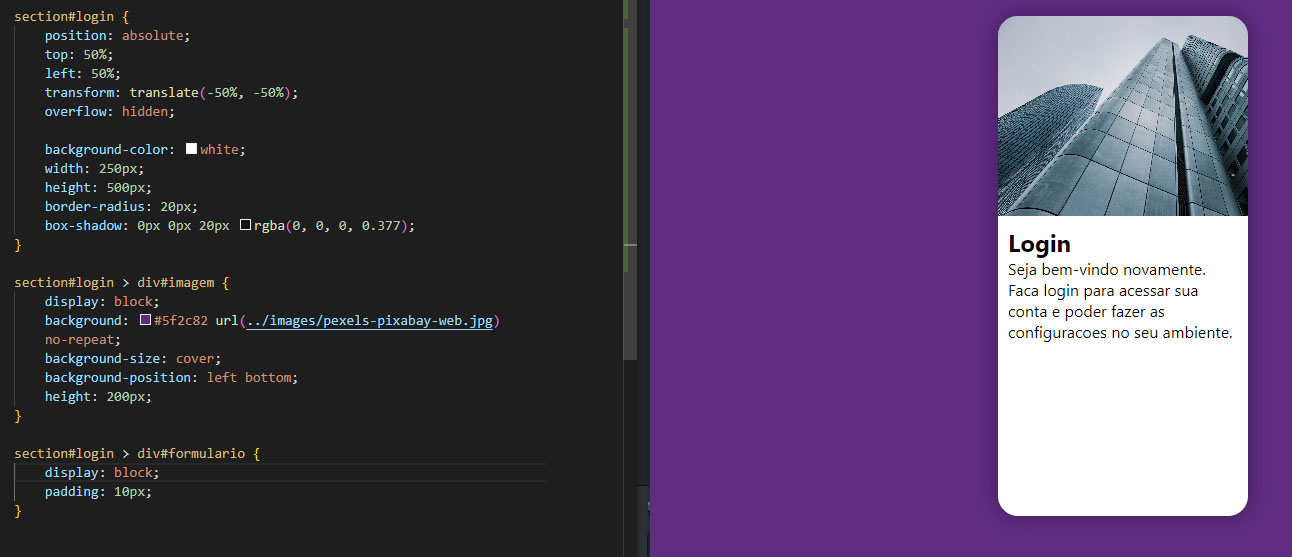 section#login {
position: absolute;
top: 50%;
left: 50%;
transform: translate(-50%, -50%);
overflow: hidden;
background-color: white;
width: 250px;
height: 500px;
border-radius: 20px;
box-shadow: 0px 0px 20px rgba(0, 0, 0, 0.377);
}
section#login > div#imagem {
display: block;
background: #5f2c82 url(../images/pexels-pixabay-web.jpg)
no-repeat;
background-size: cover;
background-position: left bottom;
height: 200px;
}
section#login > div#formulario {
display: block;
padding: 10px;
}
Login
Seja bem-vindo novamente.
Faca login para acessar sua
conta e poder fazer as
configuracoes no seu ambiente.